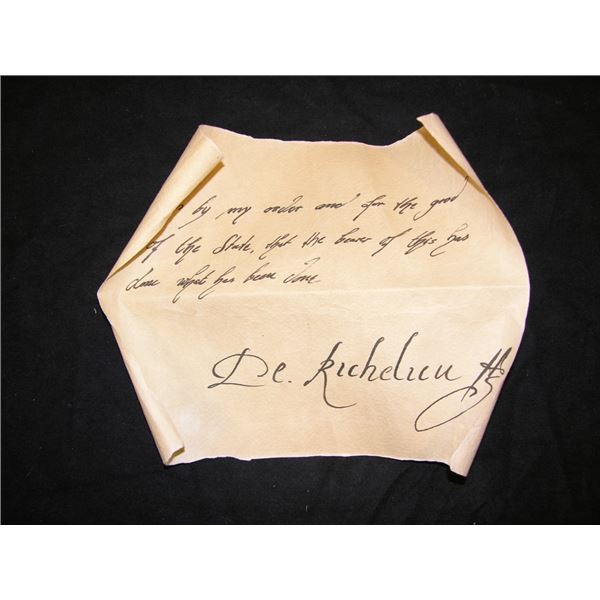 by my order and for the good
of the State, that the bearer of this has
done what has been done
De. Richelieu